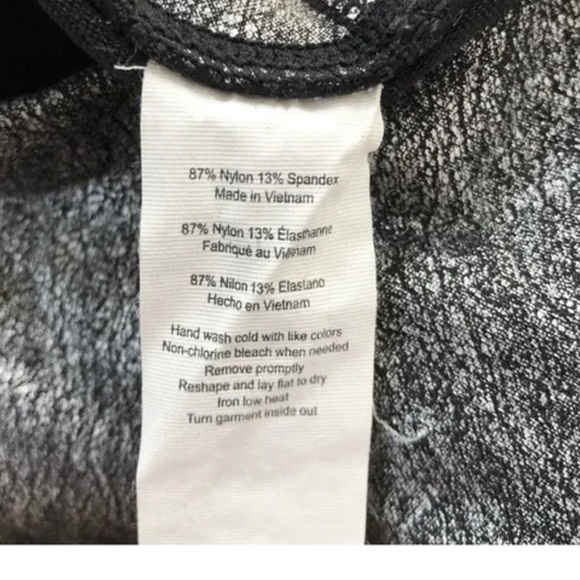 87% Nylon 13% Spandex
Made in Vietnam
87% Nylon 13% Élasthanne
Fabriqué au Viêtnam
87% Nilon 13% Elastano
Hecho en Vietnam
Hand wash cold with like colors
Non-chlorine bleach when needed
Remove promptly
Reshape and lay flat to dry
Iron low heat
Turn garment inside out